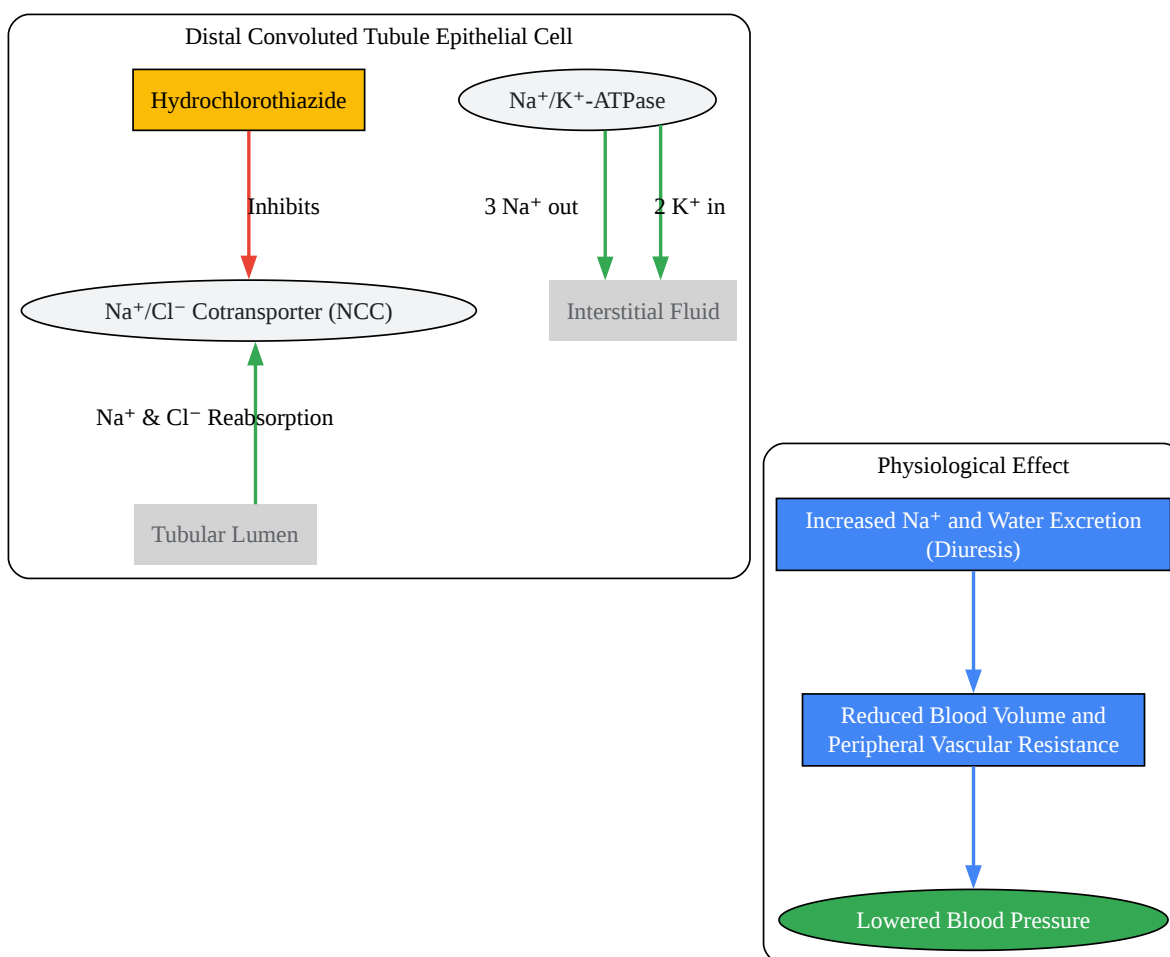 Distal Convoluted Tubule Epithelial Cell
Hydrochlorothiazide
Na⁺/K⁺-ATPase
Inhibits
3 Na⁺ out
2 K⁺ in
Na⁺/Cl⁻ Cotransporter (NCC)
Interstitial Fluid
Na⁺ & Cl⁻ Reabsorption
Tubular Lumen
Physiological Effect
Increased Na⁺ and Water Excretion
(Diuresis)
Reduced Blood Volume and
Peripheral Vascular Resistance
Lowered Blood Pressure